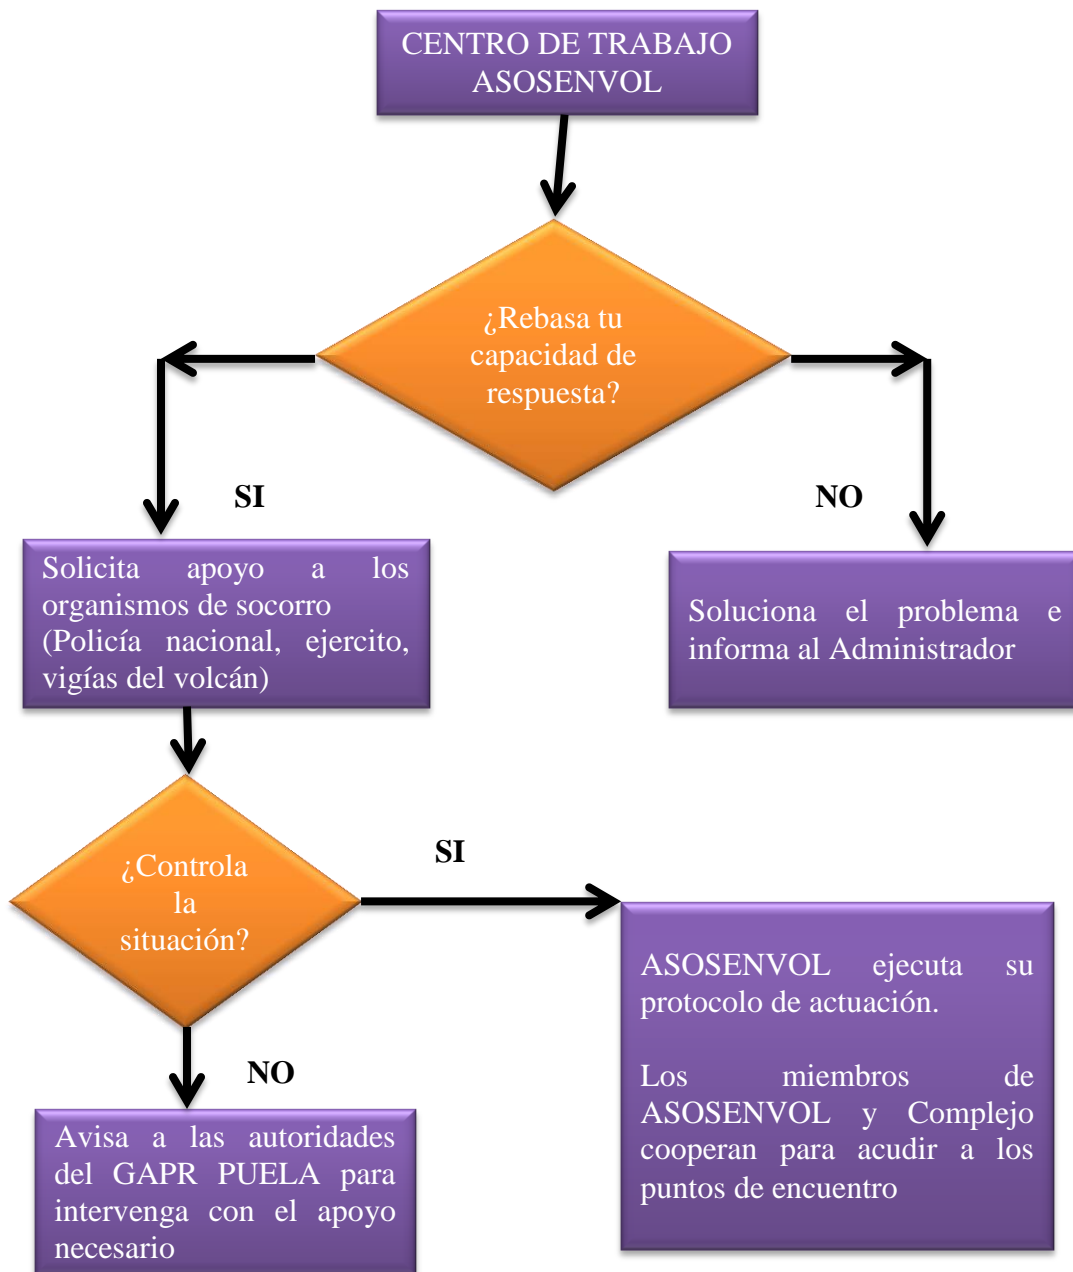 CENTRO DE TRABAJO
ASOSENVOL
¿Rebasa tu
capacidad de
respuesta?
SI
NO
Solicita apoyo a los
organismos de socorro
(Policía nacional, ejercito,
vigías del volcán)
Soluciona el problema e
informa al Administrador
¿Controla
la
situación?
SI
NO
ASOSENVOL ejecuta su
protocolo de actuación.
Los miembros de
ASOSENVOL y Complejo
cooperan para acudir a los
puntos de encuentro
Avisa a las autoridades
del GAPR PUELA para
intervenga con el apoyo
necesario